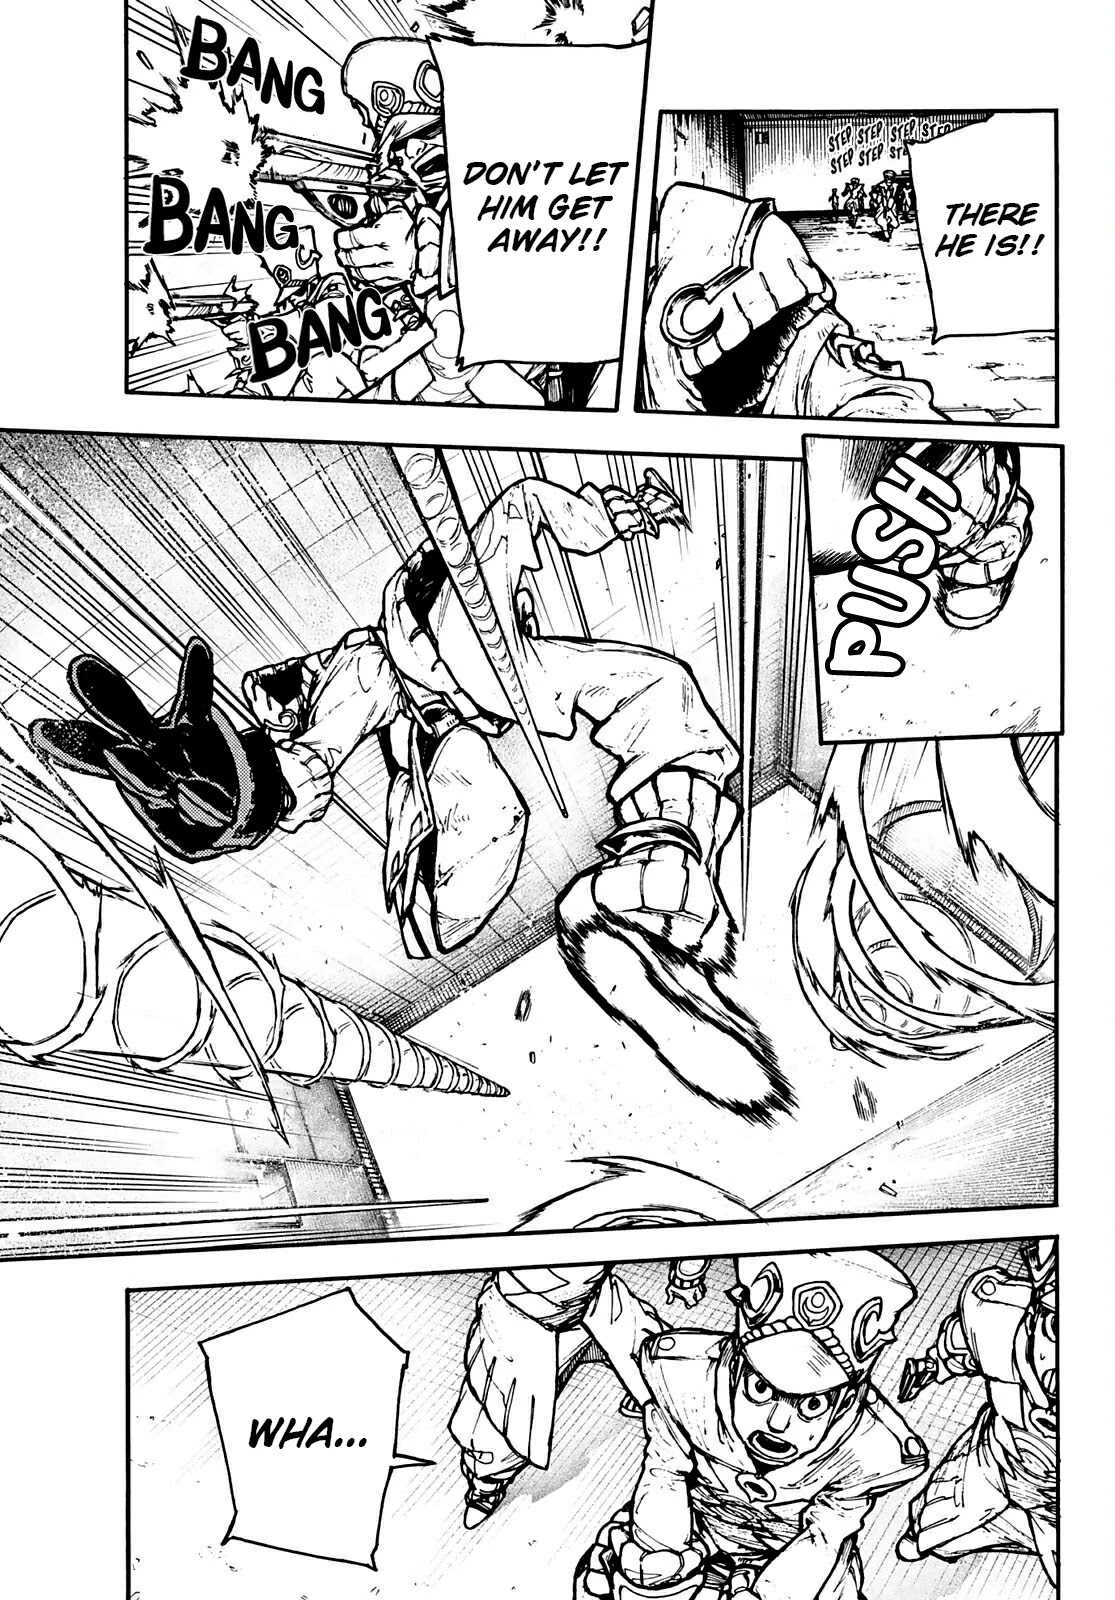 STEP STEP STEP STEP
STEP STEP STEP
THERE
HE IS!!
DON'T LET
HIM GET
AWAY!!
BANG
BANG
BANG
PUSH
WHA...